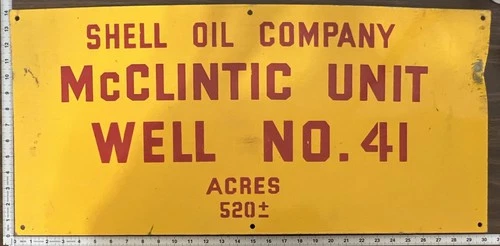 SHELL OIL COMPANY
McCLINTIC UNIT
WELL NO. 41
ACRES
520±